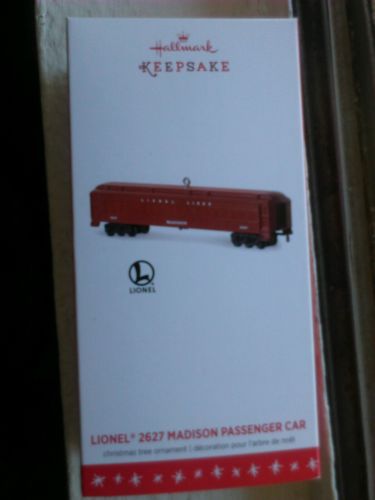 Hallmark
KEEPSAKE
LIONEL LINES
L
LIONEL
LIONEL® 2627 MADISON PASSENGER CAR
christmas tree ornament | décoration pour l'arbre de noël